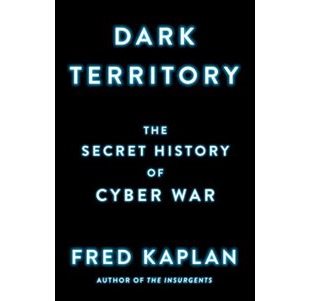 DARK
TERRITORY
THE
SECRET HISTORY
OF
CYBER WAR
FRED KAPLAN
AUTHOR OF THE INSURGENTS